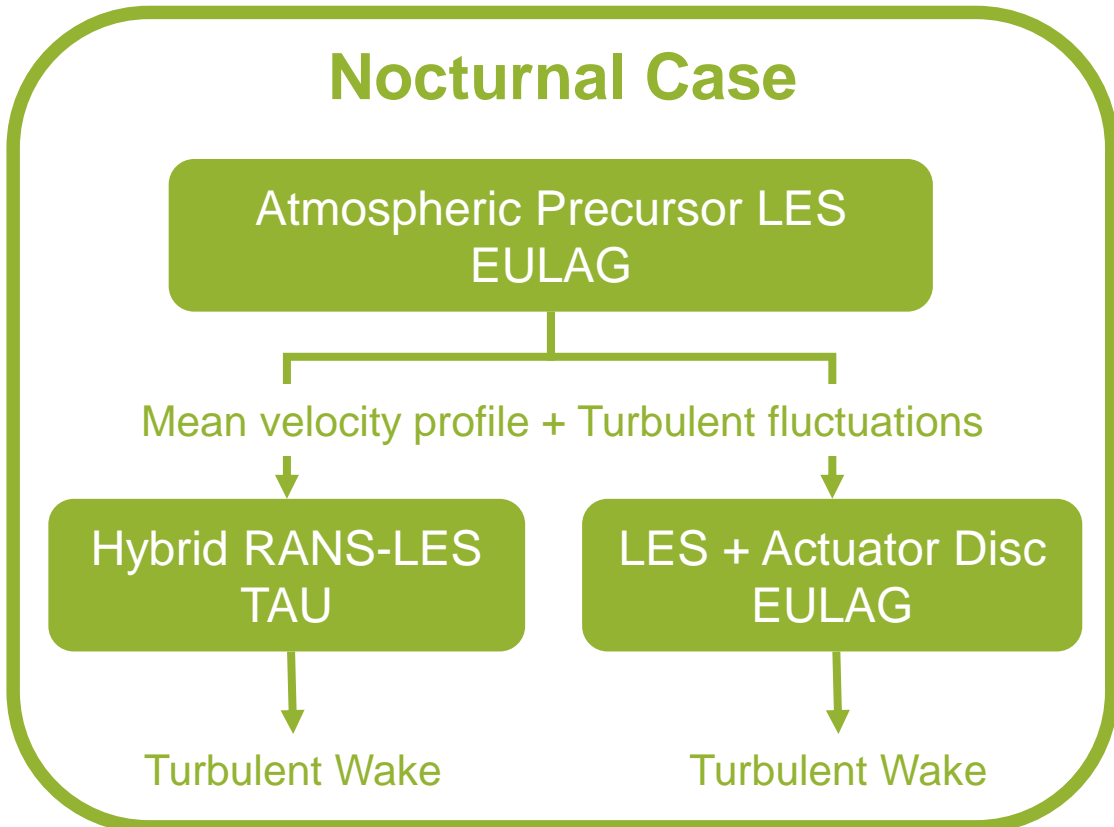 Nocturnal Case
Atmospheric Precursor LES
EULAG
Mean velocity profile + Turbulent fluctuations
Hybrid RANS-LES
TAU
LES + Actuator Disc
EULAG
Turbulent Wake
Turbulent Wake